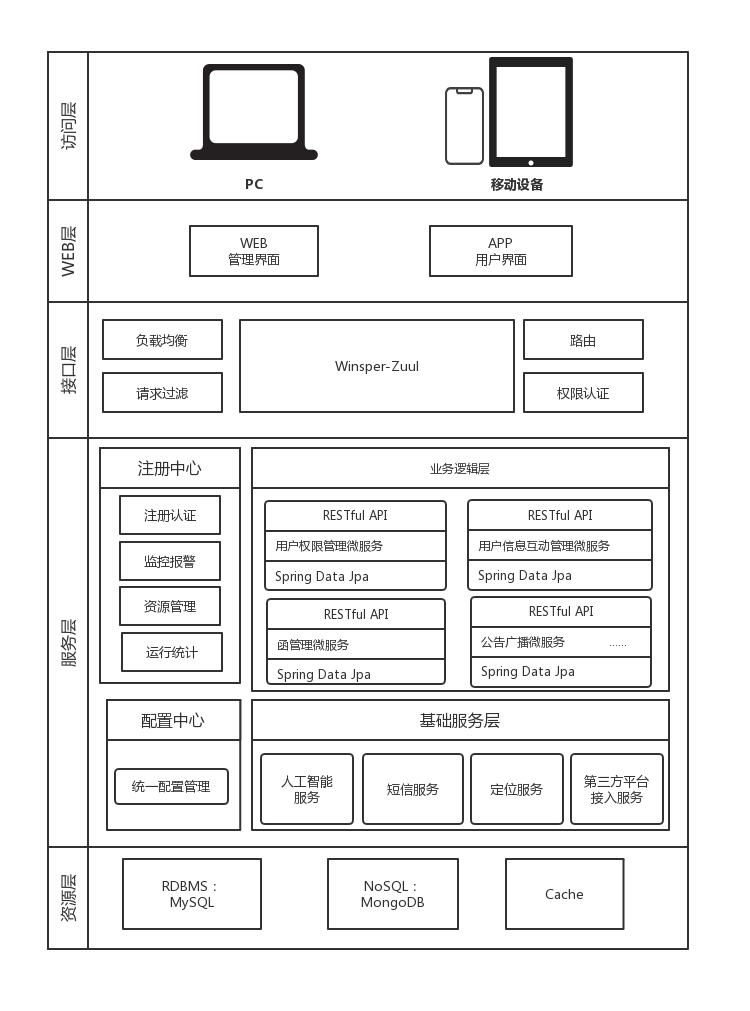 访问层
PC
移动设备
WEB层
WEB
管理界面
APP
用户界面
接口层
负载均衡
请求过滤
Winsper-Zuul
路由
权限认证
服务层
注册中心
注册认证
监控报警
资源管理
运行统计
业务逻辑层
RESTful API
用户权限管理微服务
Spring Data Jpa
RESTful API
用户信息互动管理微服务
Spring Data Jpa
RESTful API
函管理微服务
Spring Data Jpa
RESTful API
公告广播微服务 ......
Spring Data Jpa
配置中心
统一配置管理
基础服务层
人工智能
服务
短信服务
定位服务
第三方平台
接入服务
资源层
RDBMS：
MySQL
NoSQL：
MongoDB
Cache